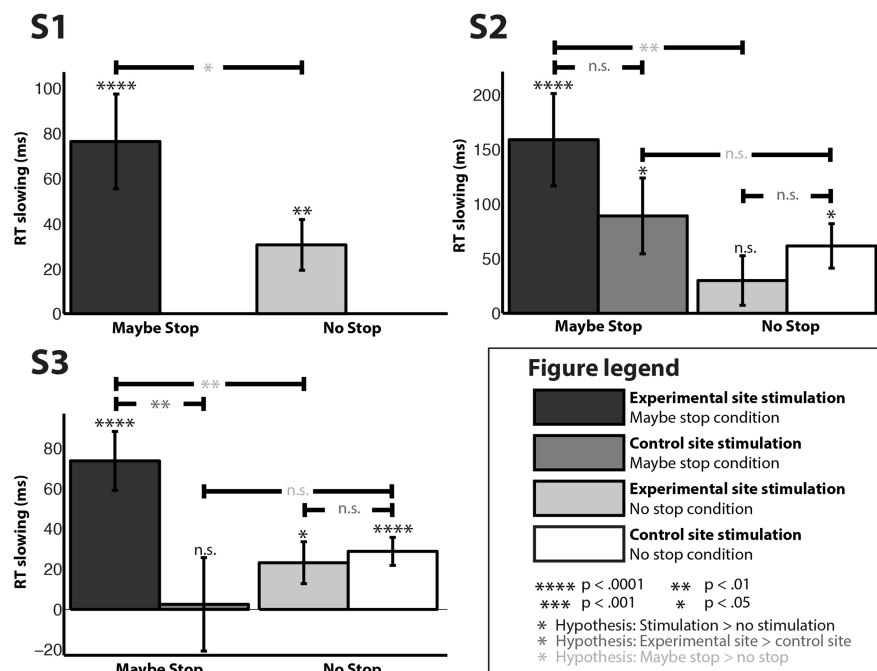 S1
*
****
**
RT slowing (ms)
100
80
60
40
20
0
Maybe Stop
No Stop
S2
**
n.s.
****
n.s.
*
n.s.
n.s.
*
RT slowing (ms)
200
150
100
50
0
Maybe Stop
No Stop
S3
**
**
****
n.s.
n.s.
n.s.
*
****
RT slowing (ms)
80
60
40
20
0
−20
Maybe Stop
No Stop
Figure legend
Experimental site stimulation
Maybe stop condition
Control site stimulation
Maybe stop condition
Experimental site stimulation
No stop condition
Control site stimulation
No stop condition
**** p < .0001 ** p < .01
*** p < .001 * p < .05
* Hypothesis: Stimulation > no stimulation
* Hypothesis: Experimental site > control site
* Hypothesis: Maybe stop > no stop